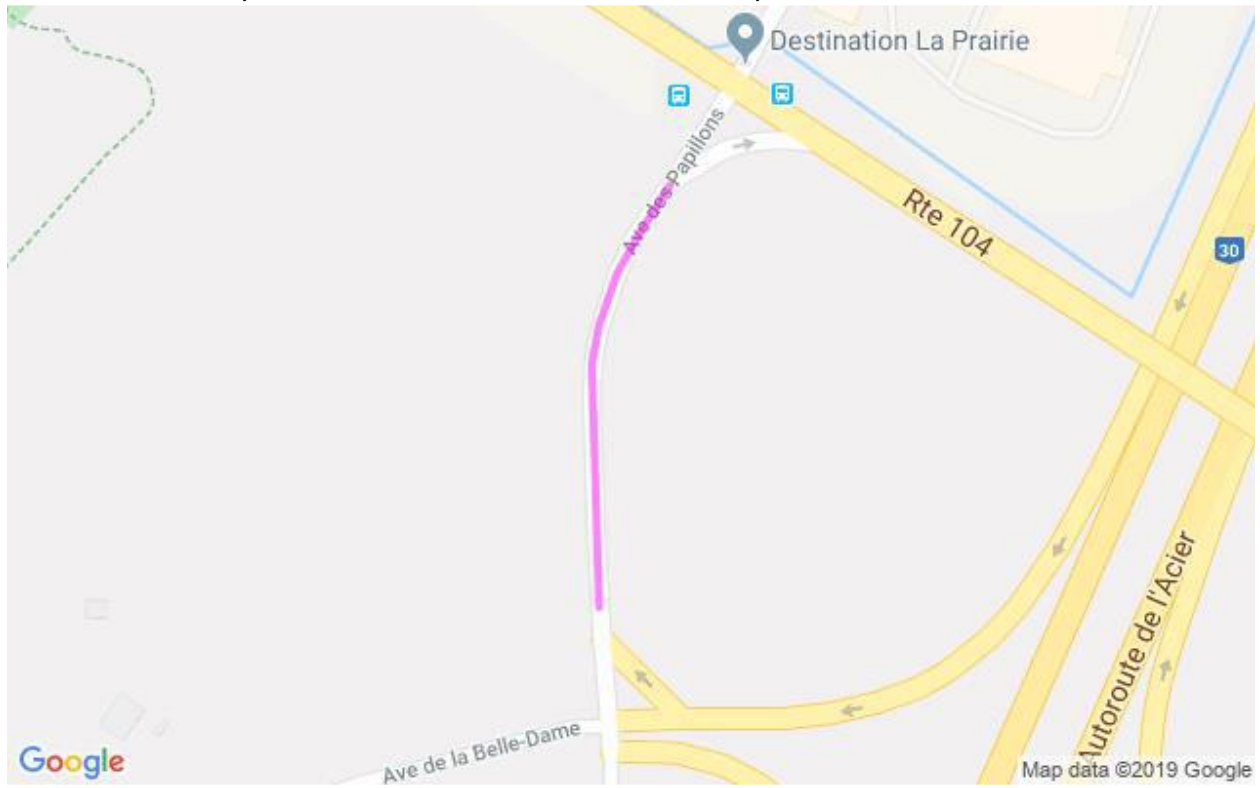 Destination La Prairie
Ave des Papillons
Rte 104
30
Autoroute de l'Acier
Ave de la Belle-Dame
Google
Map data ©2019 Google